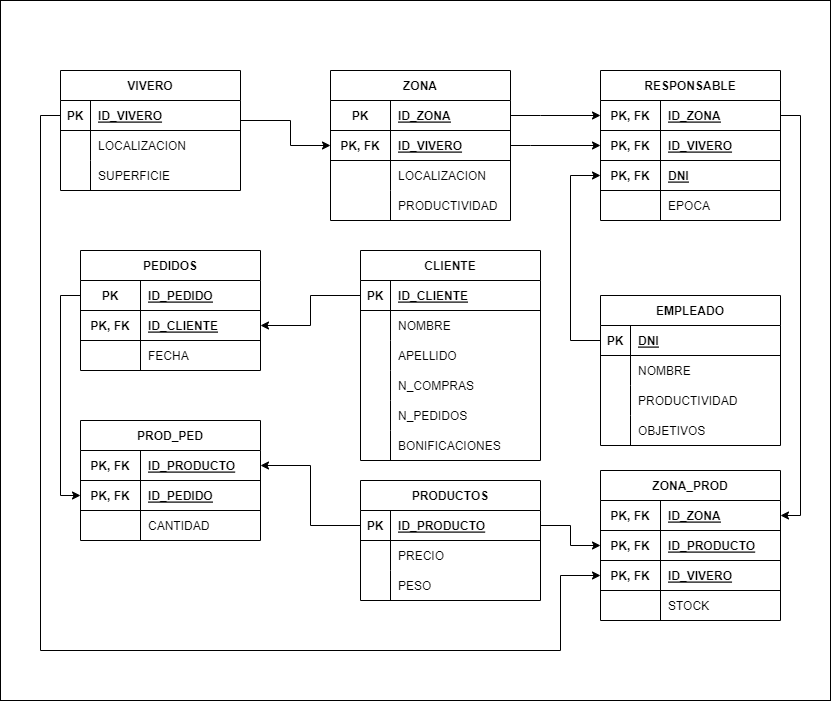 VIVERO
PK ID_VIVERO
LOCALIZACION
SUPERFICIE
ZONA
PK ID_ZONA
PK, FK ID_VIVERO
LOCALIZACION
PRODUCTIVIDAD
RESPONSABLE
PK, FK ID_ZONA
PK, FK ID_VIVERO
PK, FK DNI
EPOCA
PEDIDOS
PK ID_PEDIDO
PK, FK ID_CLIENTE
FECHA
CLIENTE
PK ID_CLIENTE
NOMBRE
APELLIDO
N_COMPRAS
N_PEDIDOS
BONIFICACIONES
EMPLEADO
PK DNI
NOMBRE
PRODUCTIVIDAD
OBJETIVOS
PROD_PED
PK, FK ID_PRODUCTO
PK, FK ID_PEDIDO
CANTIDAD
PRODUCTOS
PK ID_PRODUCTO
PRECIO
PESO
ZONA_PROD
PK, FK ID_ZONA
PK, FK ID_PRODUCTO
PK, FK ID_VIVERO
STOCK